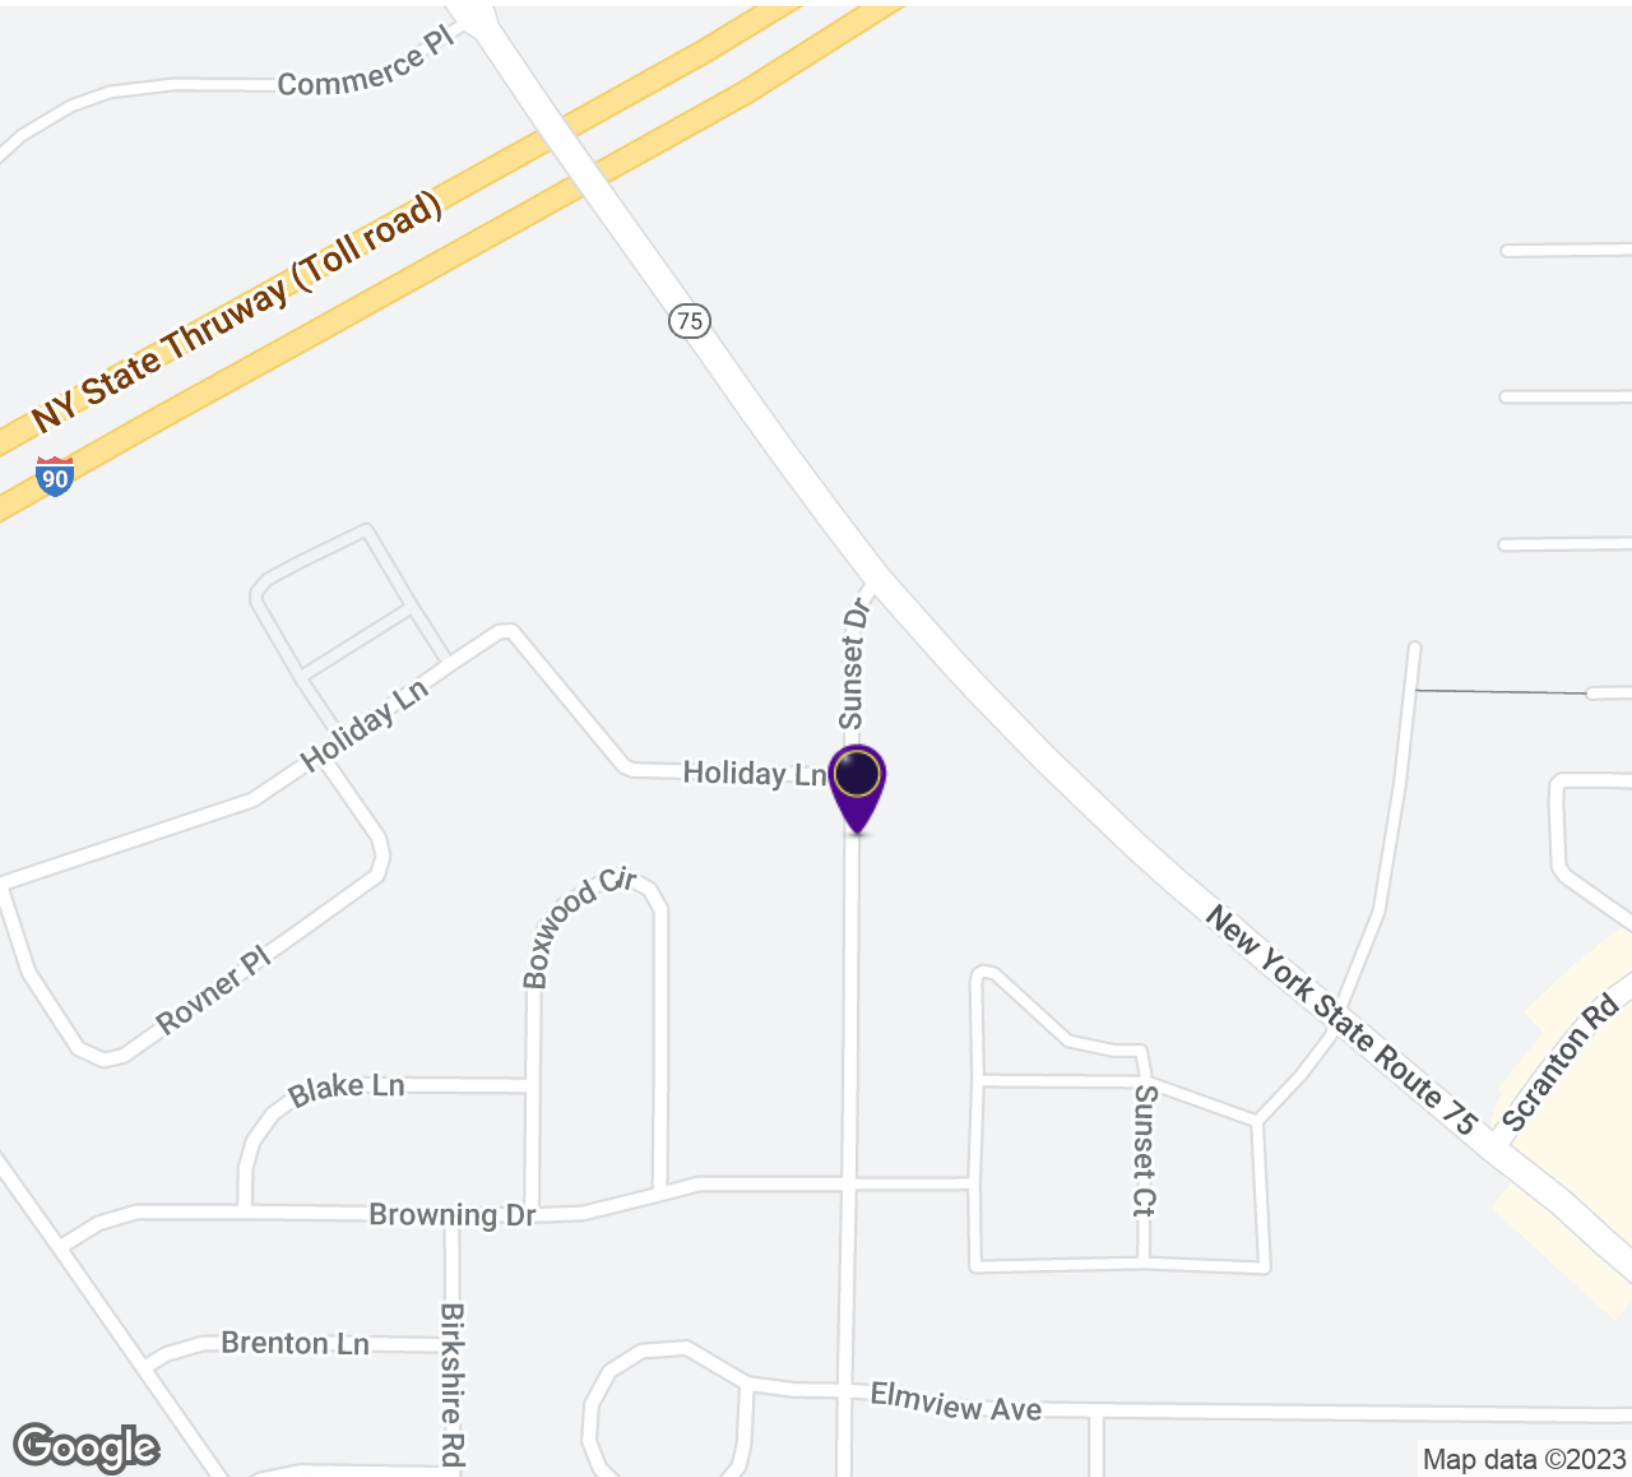 Commerce Pl
NY State Thruway (Toll road)
75
90
Sunset Dr
Holiday Ln
Holiday Ln
Boxwood Cir
New York State Route 75
Rovner Pl
Scranton Rd
Blake Ln
Sunset Ct
Browning Dr
Birkshire Rd
Brenton Ln
Elmview Ave
Google
Map data ©2023